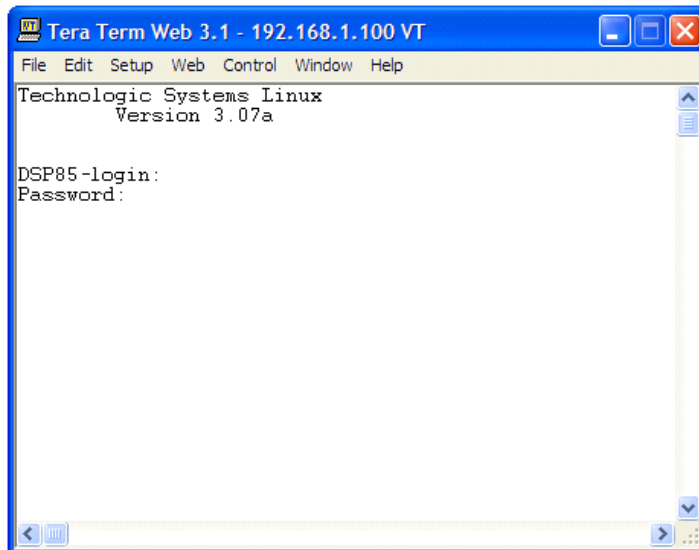 Tera Term Web 3.1 - 192.168.1.100 VT
File Edit Setup Web Control Window Help
Technologic Systems Linux
Version 3.07a
DSP85-login:
Password: